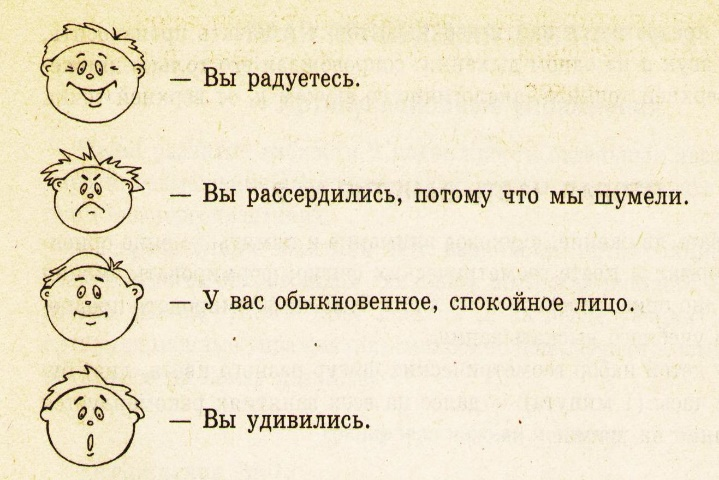 — Вы радуетесь.
— Вы рассердились, потому что мы шумели.
— У вас обыкновенное, спокойное лицо.
— Вы удивились.